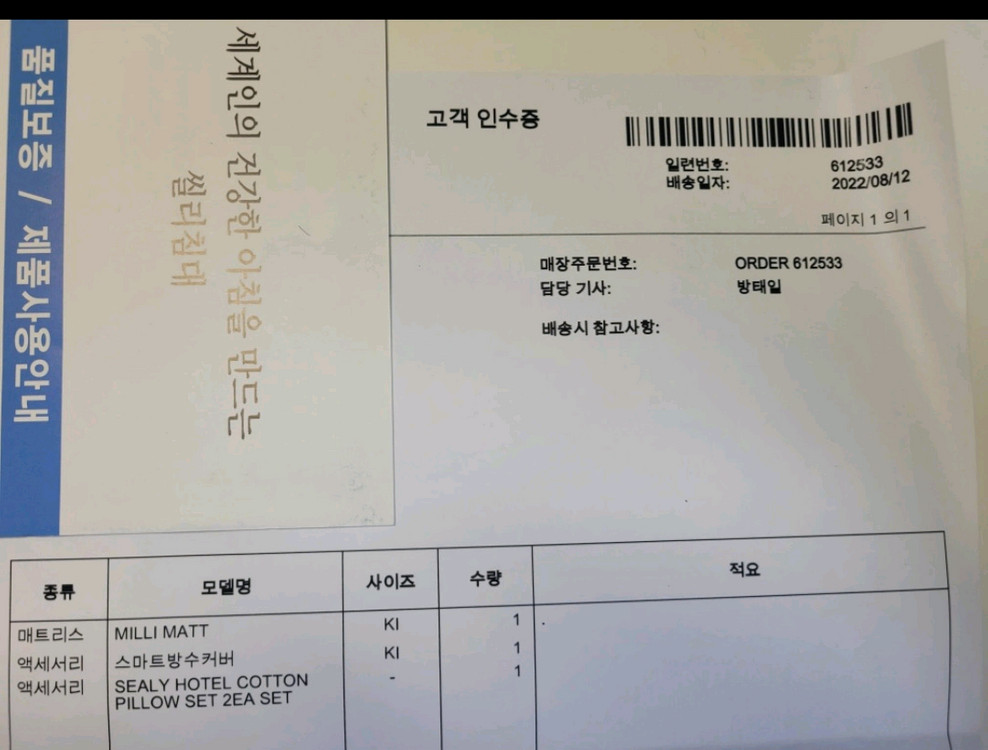 품질보증 / 제품사용안내
세계인의 건강한 아침을 만드는
씰리침대
고객 인수증
일련번호: 612533
배송일자: 2022/08/12
페이지 1 의 1
매장주문번호: ORDER 612533
담당 기사: 방태일
배송시 참고사항:
종류 모델명 사이즈 수량 적요
매트리스 MILLI MATT KI 1 .
액세서리 스마트방수커버 KI 1
액세서리 SEALY HOTEL COTTON - 1
PILLOW SET 2EA SET